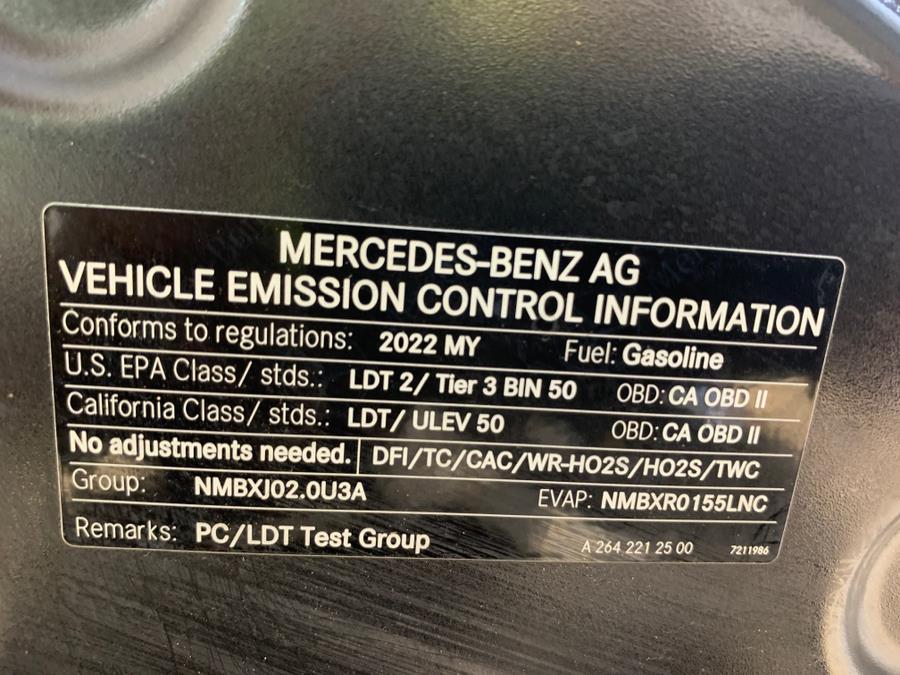 MERCEDES-BENZ AG
VEHICLE EMISSION CONTROL INFORMATION
Conforms to regulations: 2022 MY Fuel: Gasoline
U.S. EPA Class/ stds.: LDT 2/ Tier 3 BIN 50 OBD: CA OBD II
California Class/ stds.: LDT/ ULEV 50 OBD: CA OBD II
No adjustments needed. DFI/TC/CAC/WR-HO2S/HO2S/TWC
Group: NMBXJ02.0U3A EVAP: NMBXR0155LNC
Remarks: PC/LDT Test Group A 264 221 25 00 7211986